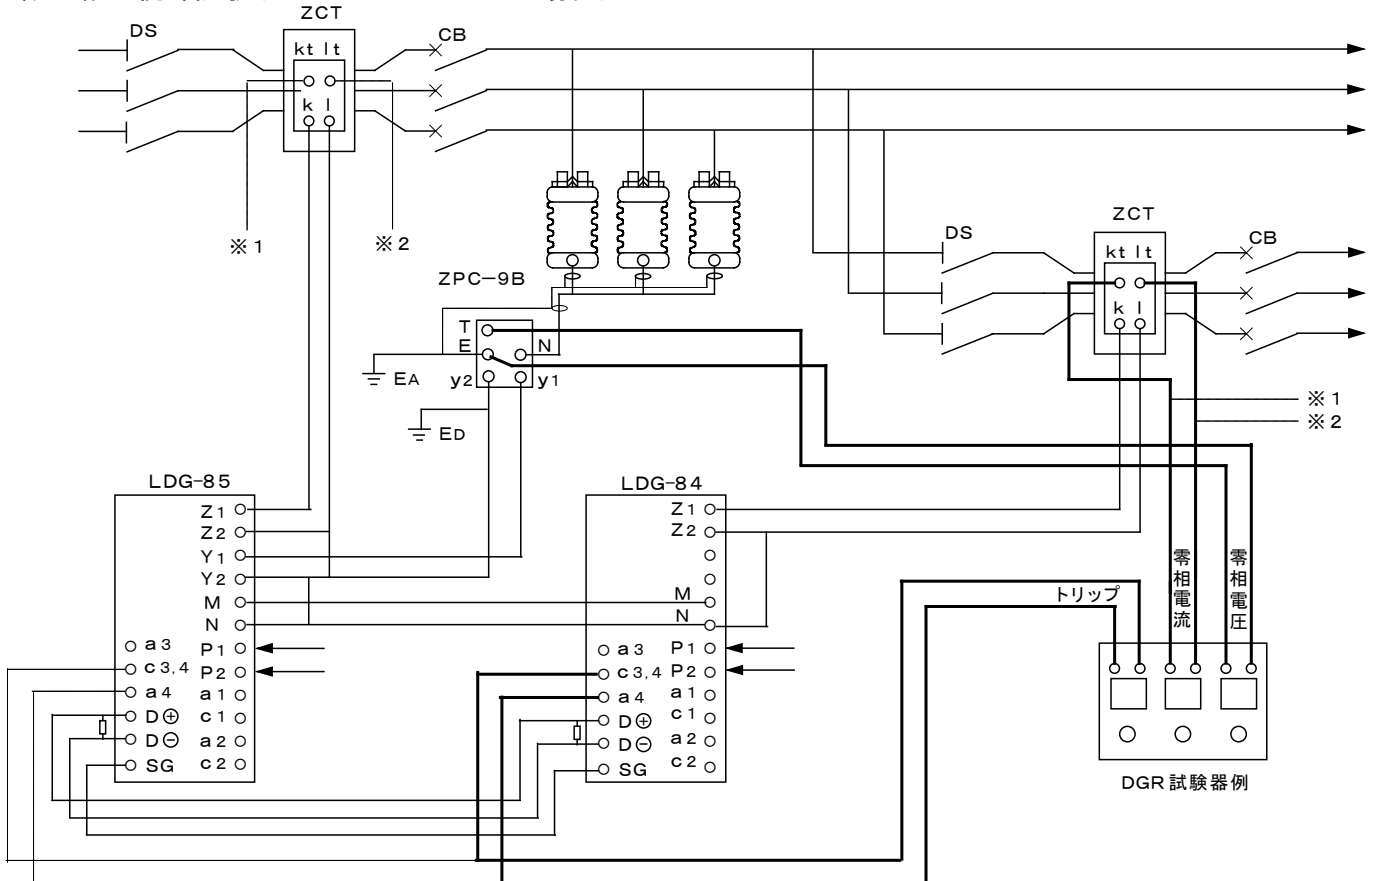 ZCT
DS
CB
kt lt
k l
※1
※2
ZPC-9B
ZCT
DS
CB
kt lt
k l
T
E
N
y2
y1
EA
ED
※1
※2
LDG-85
Z1
Z2
Y1
Y2
M
N
a3
P1
c3,4
P2
a4
a1
D⊕
c1
D⊖
a2
SG
c2
LDG-84
Z1
Z2
M
N
a3
P1
c3,4
P2
a4
a1
D⊕
c1
D⊖
a2
SG
c2
トリップ
零相電流
零相電圧
DGR試験器例